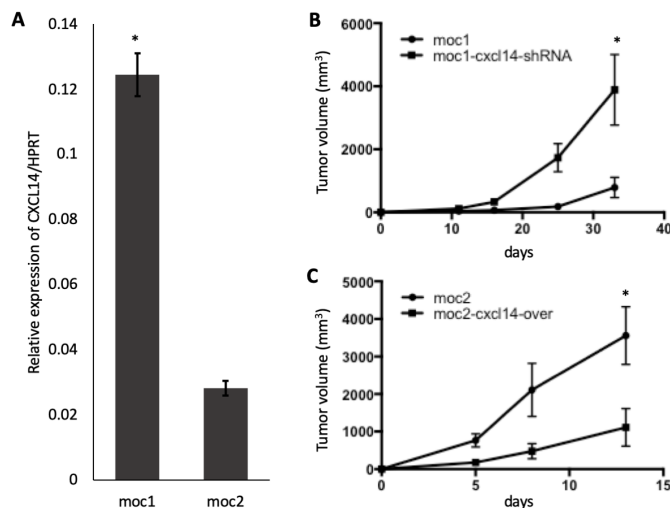 A
Relative expression of CXCL14/HPRT
0.14
0.12
0.1
0.08
0.06
0.04
0.02
0
*
moc1
moc2
B
Tumor volume (mm³)
6000
4000
2000
0
moc1
moc1-cxcl14-shRNA
*
0
10
20
30
40
days
C
Tumor volume (mm³)
5000
4000
3000
2000
1000
0
moc2
moc2-cxcl14-over
*
0
5
10
15
days